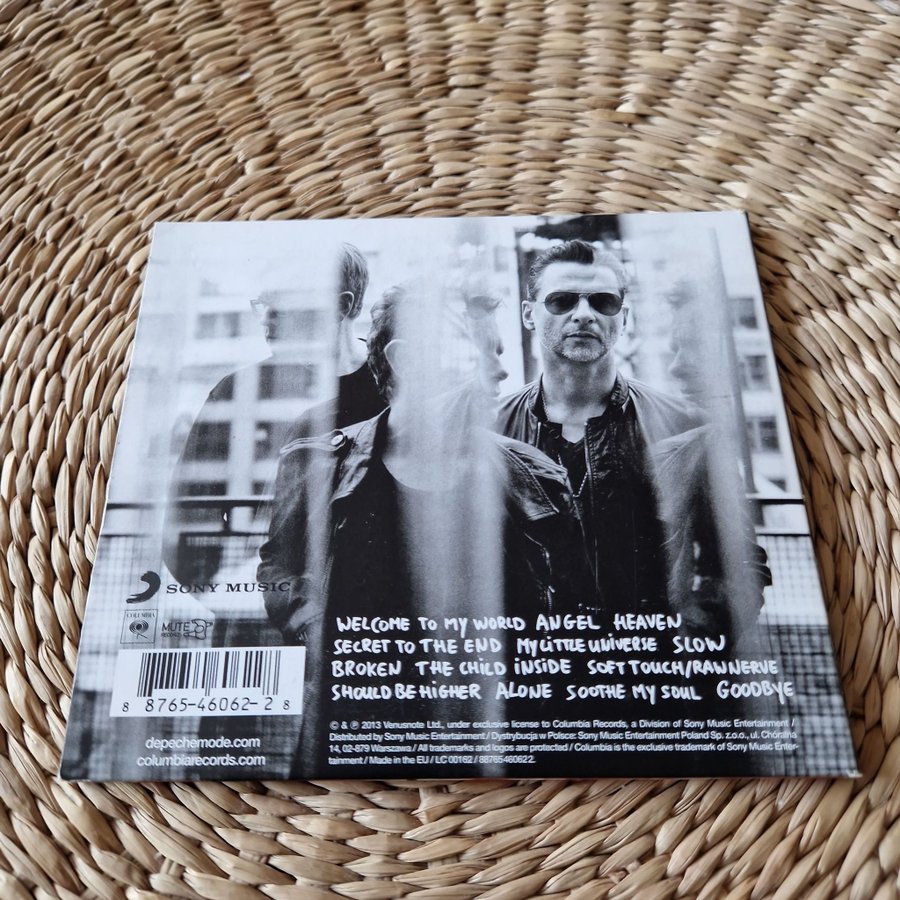 SONY MUSIC
COLUMBIA
MUTE
RECORDS
WELCOME TO MY WORLD ANGEL HEAVEN
SECRET TO THE END MY LITTLE UNIVERSE SLOW
BROKEN THE CHILD INSIDE SOFT TOUCH/RAW NERVE
SHOULD BE HIGHER ALONE SOOTHE MY SOUL GOODBYE
8 8765-46062-2 8
depechemode.com
columbiarecords.com
© & ℗ 2013 Venusnote Ltd., under exclusive license to Columbia Records, a Division of Sony Music Entertainment /
Distributed by Sony Music Entertainment / Dystrybucja w Polsce: Sony Music Entertainment Poland Sp. z.o.o., ul. Chóralna
14, 02-879 Warszawa / All trademarks and logos are protected / Columbia is the exclusive trademark of Sony Music Enter-
tainment / Made in the EU / LC 00162 / 88765460622.